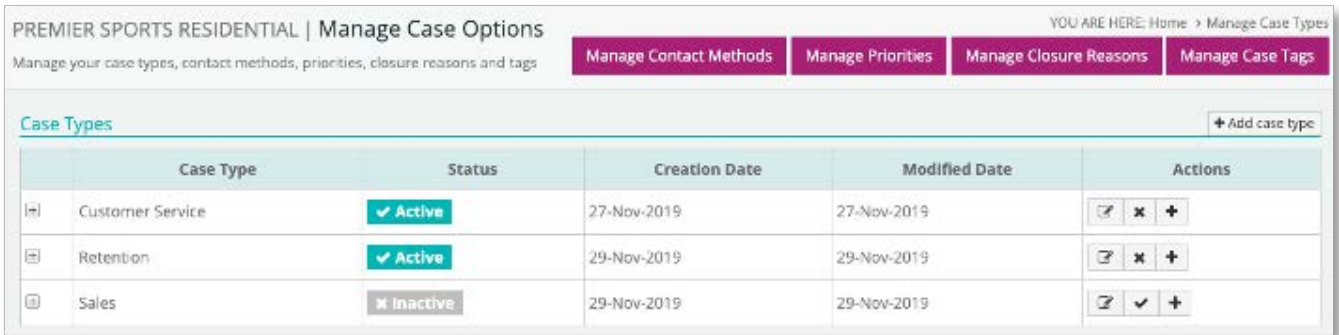 PREMIER SPORTS RESIDENTIAL | Manage Case Options
YOU ARE HERE: Home > Manage Case Types
Manage your case types, contact methods, priorities, closure reasons and tags
Manage Contact Methods Manage Priorities Manage Closure Reasons Manage Case Tags
Case Types
+ Add case type
Case Type Status Creation Date Modified Date Actions
Customer Service ✔ Active 27-Nov-2019 27-Nov-2019
Retention ✔ Active 29-Nov-2019 29-Nov-2019
Sales ✖ Inactive 29-Nov-2019 29-Nov-2019